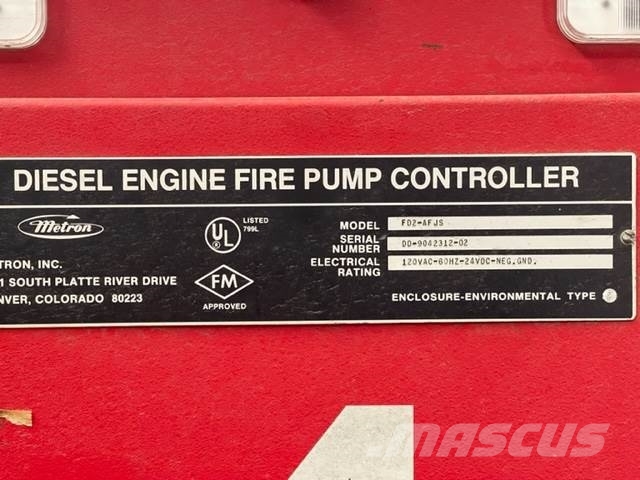 DIESEL ENGINE FIRE PUMP CONTROLLER
Metron
UL
LISTED
799L
TRON, INC.
1 SOUTH PLATTE RIVER DRIVE
NVER, COLORADO 80223
FM
APPROVED
MODEL FD2-AFJS
SERIAL NUMBER DD-9042312-02
ELECTRICAL RATING 120VAC-60HZ-24VDC-NEG.GND.
ENCLOSURE-ENVIRONMENTAL TYPE
MASCUS